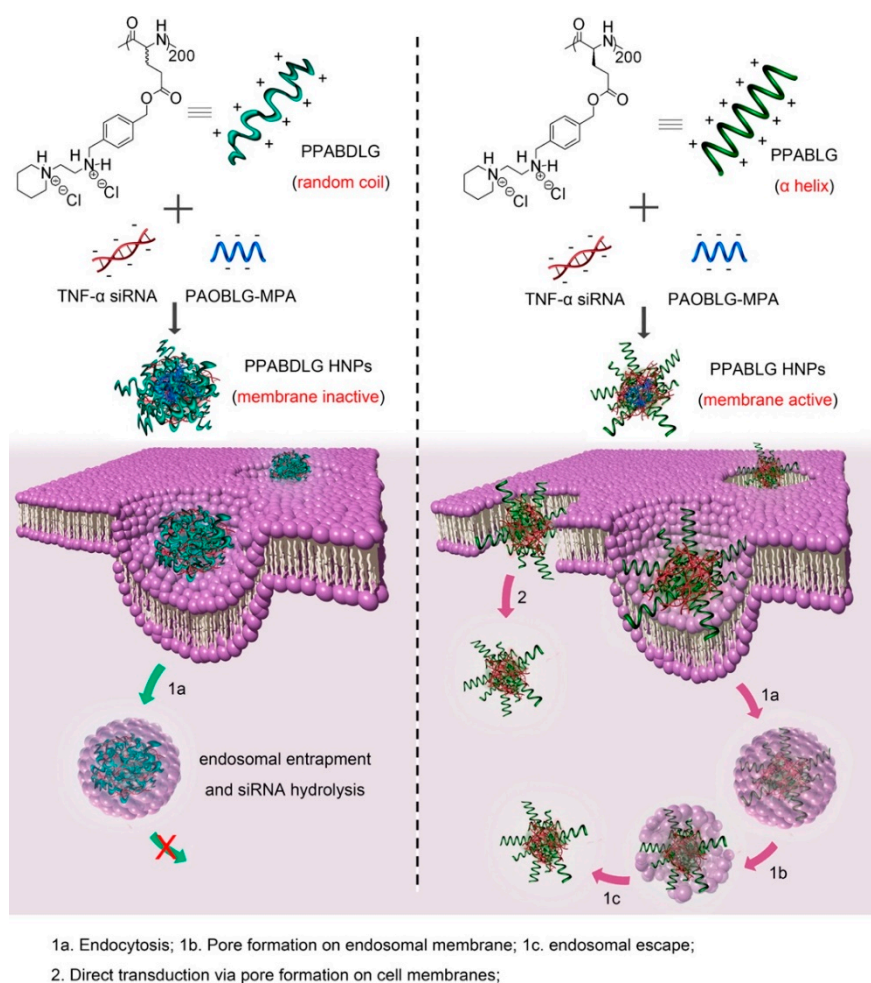 O
H
N
200
O
O
H
N
H
H
N
Cl
Cl
PPABDLG
(random coil)
TNF-α siRNA
PAOBLG-MPA
PPABDLG HNPs
(membrane inactive)
1a
endosomal entrapment
and siRNA hydrolysis
X
O
H
N
200
O
O
H
N
H
H
N
Cl
Cl
PPABLG
(α helix)
TNF-α siRNA
PAOBLG-MPA
PPABLG HNPs
(membrane active)
2
1a
1b
1c
1a. Endocytosis; 1b. Pore formation on endosomal membrane; 1c. endosomal escape;
2. Direct transduction via pore formation on cell membranes;